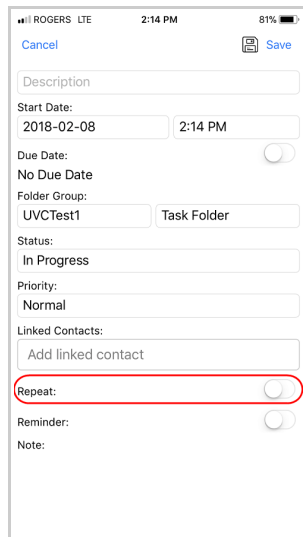 ROGERS LTE 2:14 PM 81%
Cancel Save
Description
Start Date:
2018-02-08 2:14 PM
Due Date:
No Due Date
Folder Group:
UVCTest1 Task Folder
Status:
In Progress
Priority:
Normal
Linked Contacts:
Add linked contact
Repeat:
Reminder:
Note: